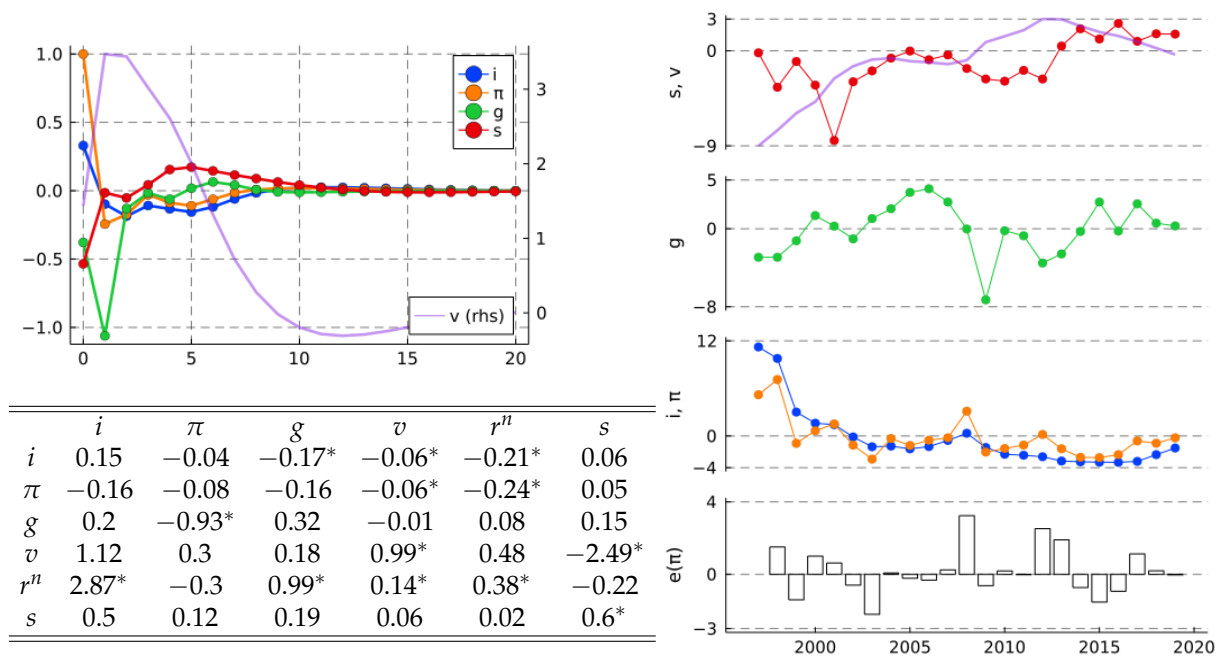 1.0
0.5
0.0
−0.5
−1.0
3
2
1
0
i
π
g
s
v (rhs)
0 5 10 15 20
i π g v rⁿ s
i 0.15 −0.04 −0.17* −0.06* −0.21* 0.06
π −0.16 −0.08 −0.16 −0.06* −0.24* 0.05
g 0.2 −0.93* 0.32 −0.01 0.08 0.15
v 1.12 0.3 0.18 0.99* 0.48 −2.49*
rⁿ 2.87* −0.3 0.99* 0.14* 0.38* −0.22
s 0.5 0.12 0.19 0.06 0.02 0.6*
3
0
−9
s, v
5
0
−8
g
12
0
−4
i, π
4
0
−3
e(π)
2000 2005 2010 2015 2020